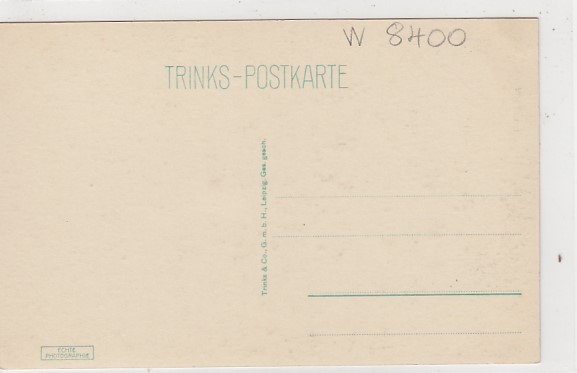 W 8400
TRINKS-POSTKARTE
Trinks & Co., G. m. b. H., Leipzig. Ges. gesch.
ECHTE
PHOTOGRAPHIE